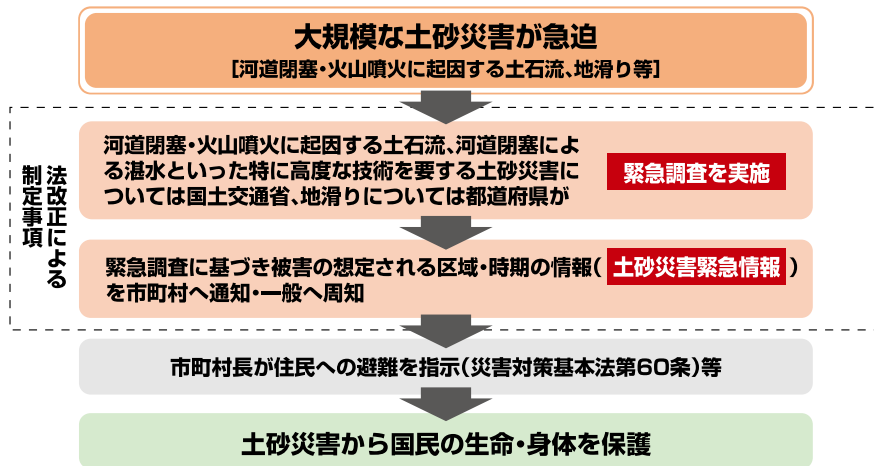 大規模な土砂災害が急迫
［河道閉塞・火山噴火に起因する土石流、地滑り等］
法改正による
制定事項
河道閉塞・火山噴火に起因する土石流、河道閉塞によ
る湛水といった特に高度な技術を要する土砂災害に
ついては国土交通省、地滑りについては都道府県が
緊急調査を実施
緊急調査に基づき被害の想定される区域・時期の情報（土砂災害緊急情報）
を市町村へ通知・一般へ周知
市町村長が住民への避難を指示（災害対策基本法第60条）等
土砂災害から国民の生命・身体を保護